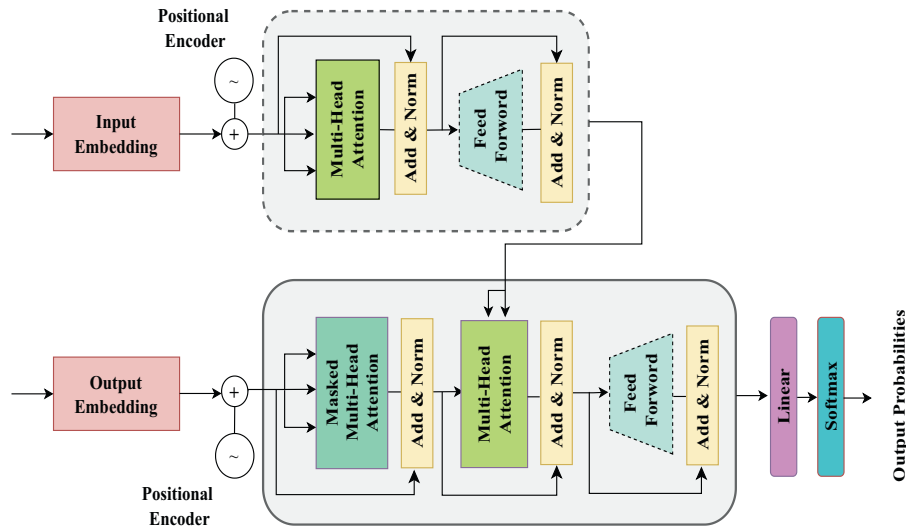 Positional
Encoder
~
Input
Embedding
+
Multi-Head
Attention
Add & Norm
Feed
Forword
Add & Norm
Output
Embedding
+
~
Positional
Encoder
Masked
Multi-Head
Attention
Add & Norm
Multi-Head
Attention
Add & Norm
Feed
Forword
Add & Norm
Linear
Softmax
Output Probabilities